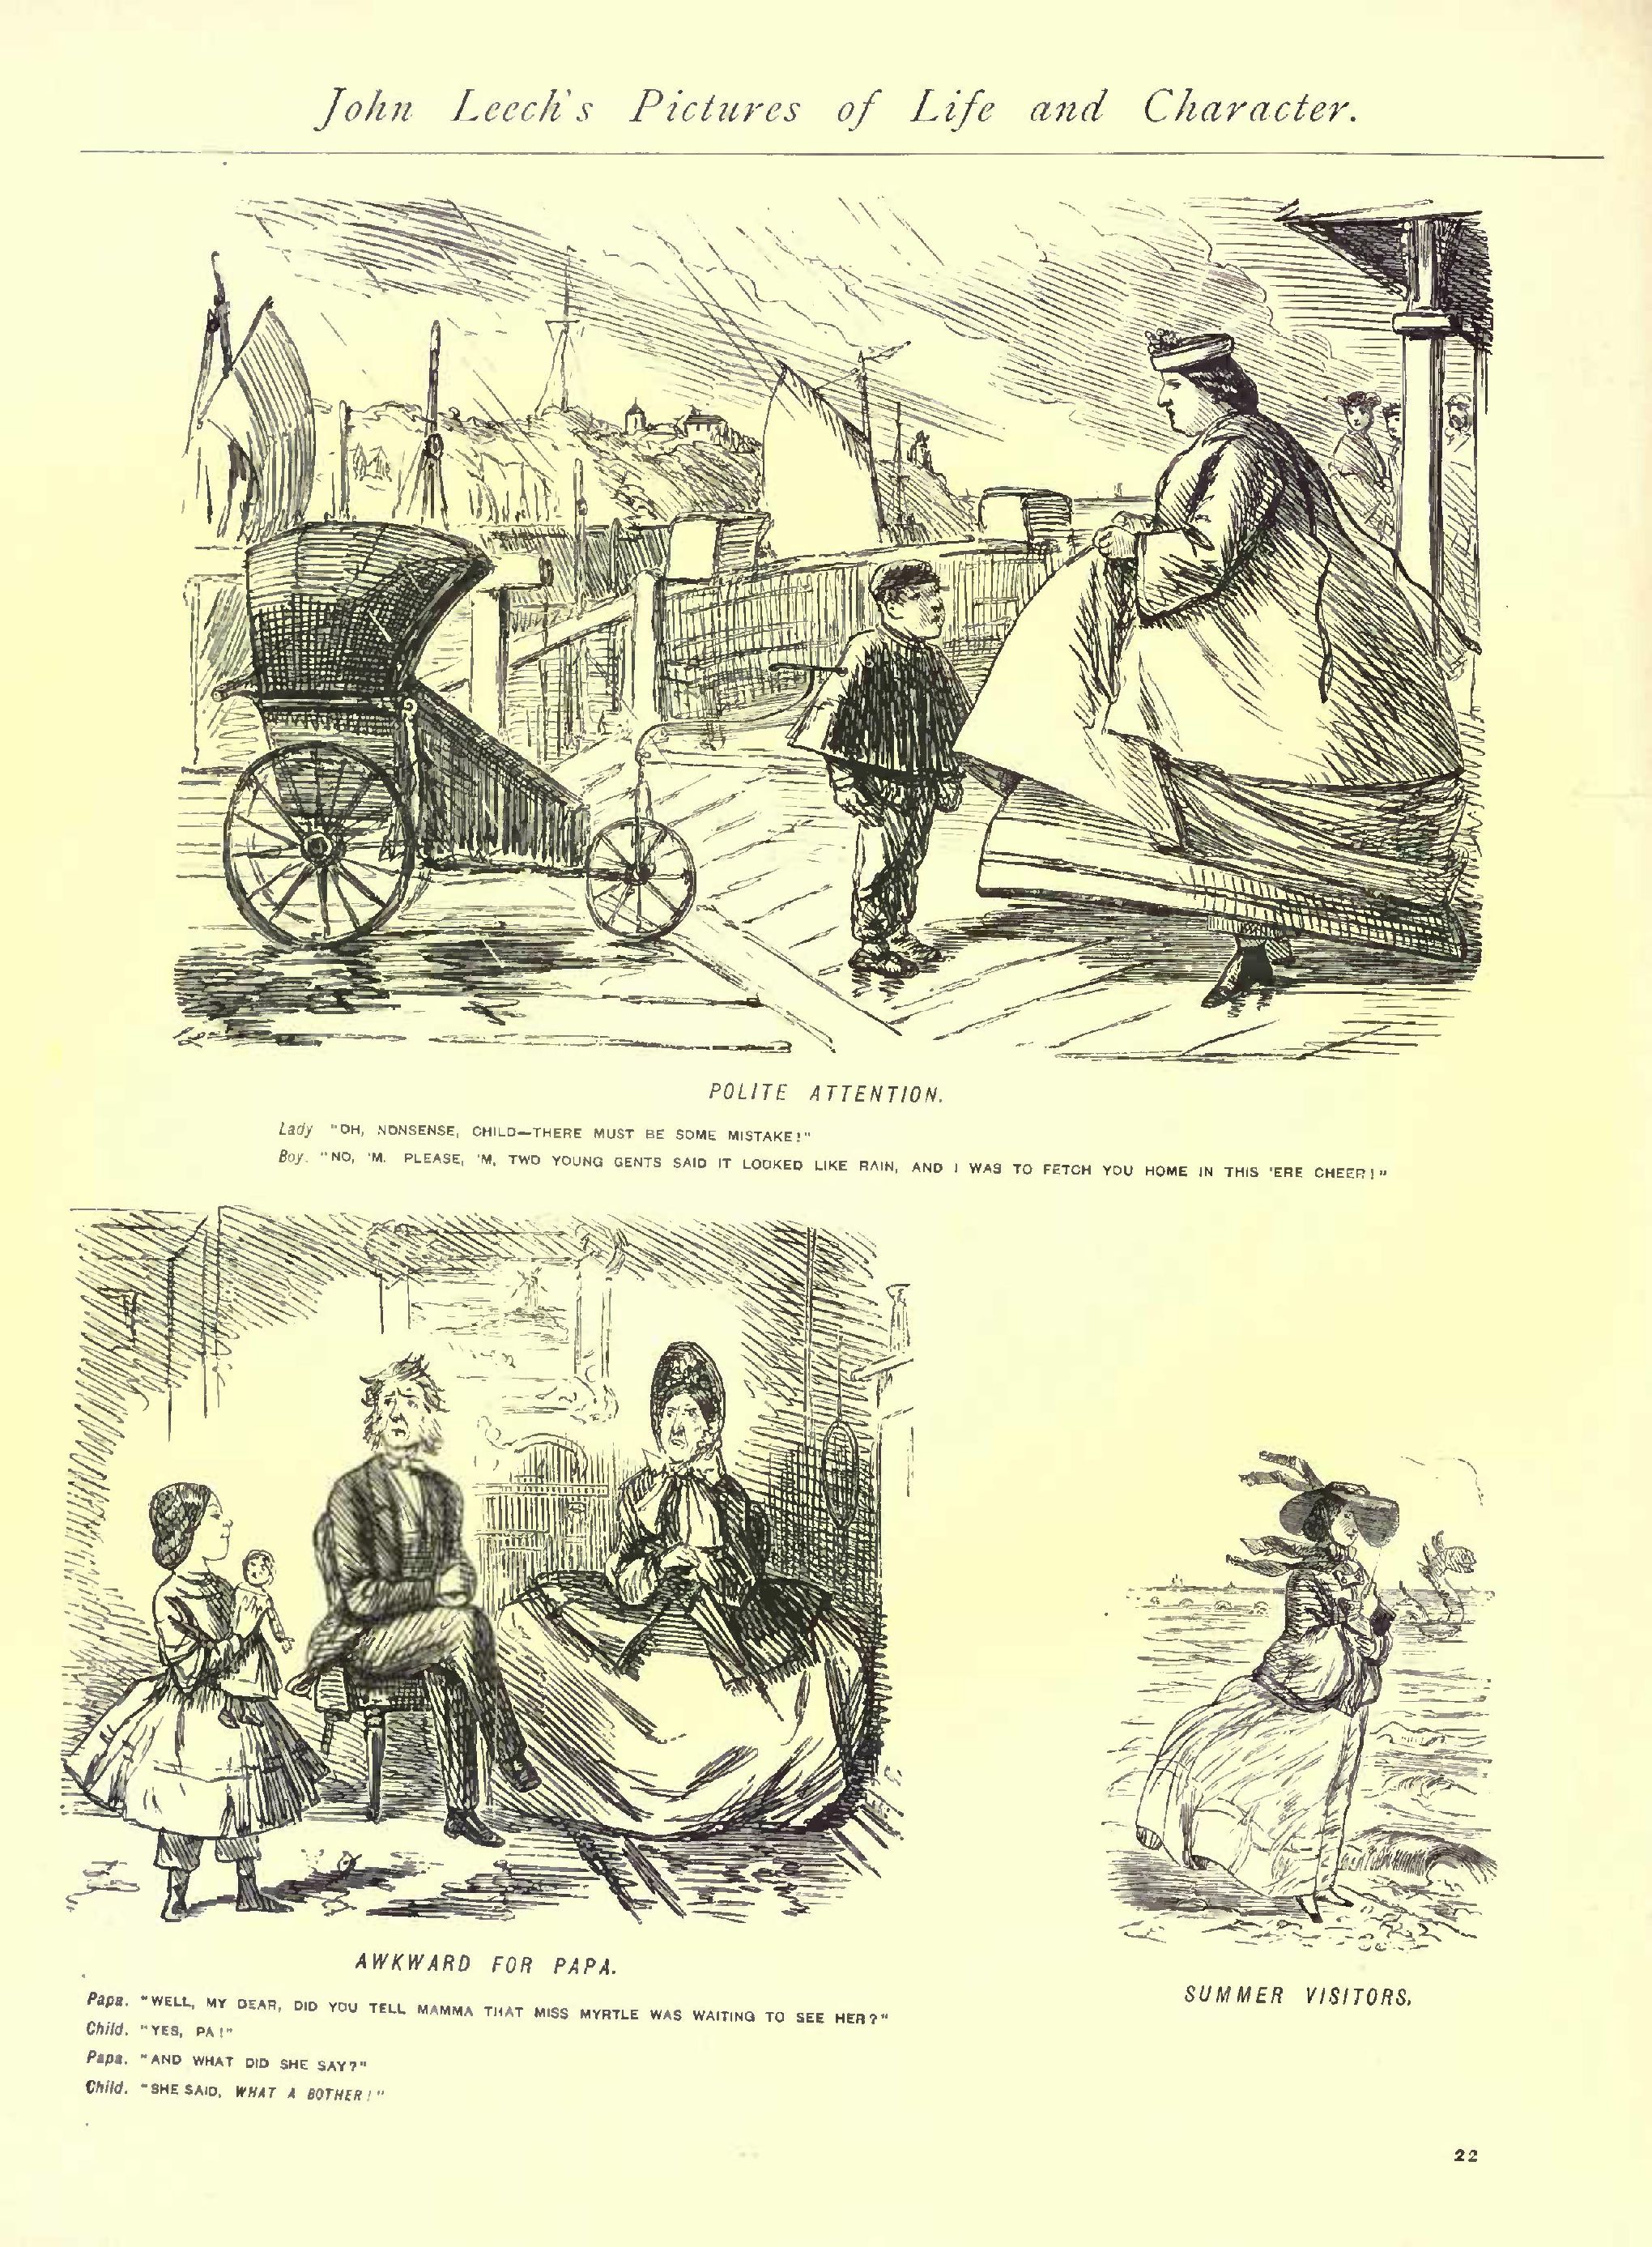 John Leech's Pictures of Life and Character.
POLITE ATTENTION.
Lady "OH, NONSENSE, CHILD—THERE MUST BE SOME MISTAKE!"
Boy. "NO, 'M. PLEASE, 'M, TWO YOUNG GENTS SAID IT LOOKED LIKE RAIN, AND I WAS TO FETCH YOU HOME IN THIS 'ERE CHEER!"
AWKWARD FOR PAPA.
Papa. "WELL, MY DEAR, DID YOU TELL MAMMA THAT MISS MYRTLE WAS WAITING TO SEE HER?"
Child. "YES, PA!"
Papa. "AND WHAT DID SHE SAY?"
Child. "SHE SAID, WHAT A BOTHER!"
SUMMER VISITORS.
22